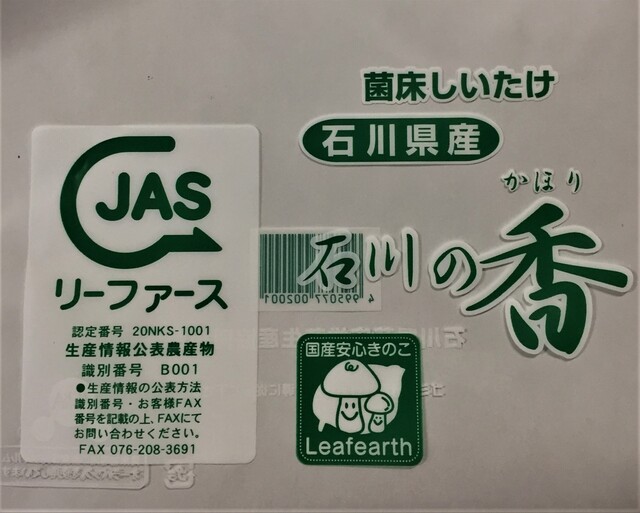 菌床しいたけ
石川県産
かほり
石川の香
JAS
リーファース
認定番号 20NKS-1001
生産情報公表農産物
識別番号 B001
●生産情報の公表方法
識別番号・お客様FAX
番号を記載の上、FAXにて
お問い合わせください。
FAX 076-208-3691
4995077002001
国産安心きのこ
Leafearth